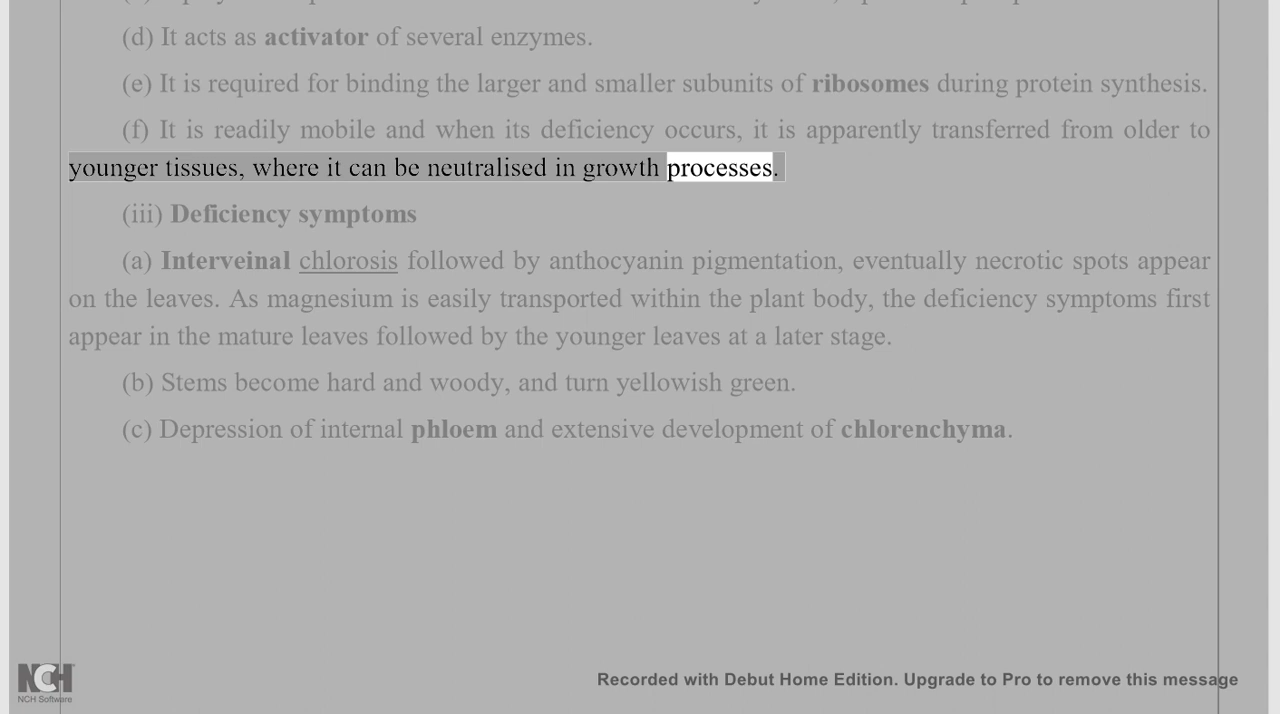 (d) It acts as activator of several enzymes.
(e) It is required for binding the larger and smaller subunits of ribosomes during protein synthesis.
(f) It is readily mobile and when its deficiency occurs, it is apparently transferred from older to
younger tissues, where it can be neutralised in growth processes.
(iii) Deficiency symptoms
(a) Interveinal chlorosis followed by anthocyanin pigmentation, eventually necrotic spots appear
on the leaves. As magnesium is easily transported within the plant body, the deficiency symptoms first
appear in the mature leaves followed by the younger leaves at a later stage.
(b) Stems become hard and woody, and turn yellowish green.
(c) Depression of internal phloem and extensive development of chlorenchyma.
NCH
NCH Software
Recorded with Debut Home Edition. Upgrade to Pro to remove this message